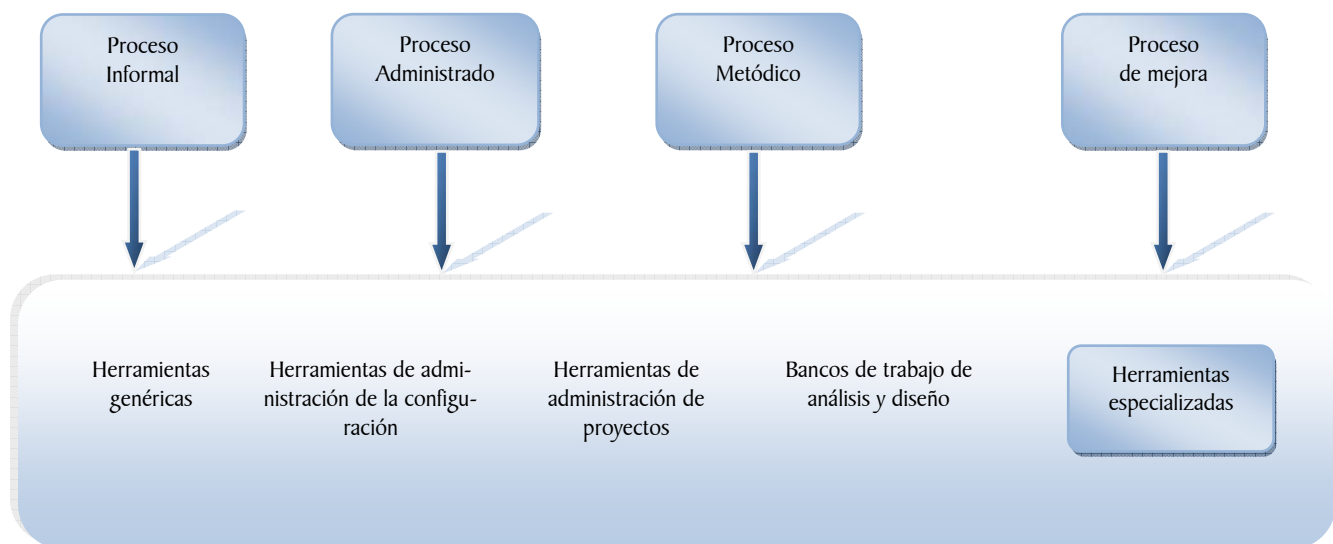 Proceso
Informal
Proceso
Administrado
Proceso
Metódico
Proceso
de mejora
Herramientas
genéricas
Herramientas de admi-
nistración de la configu-
ración
Herramientas de
administración de
proyectos
Bancos de trabajo de
análisis y diseño
Herramientas
especializadas